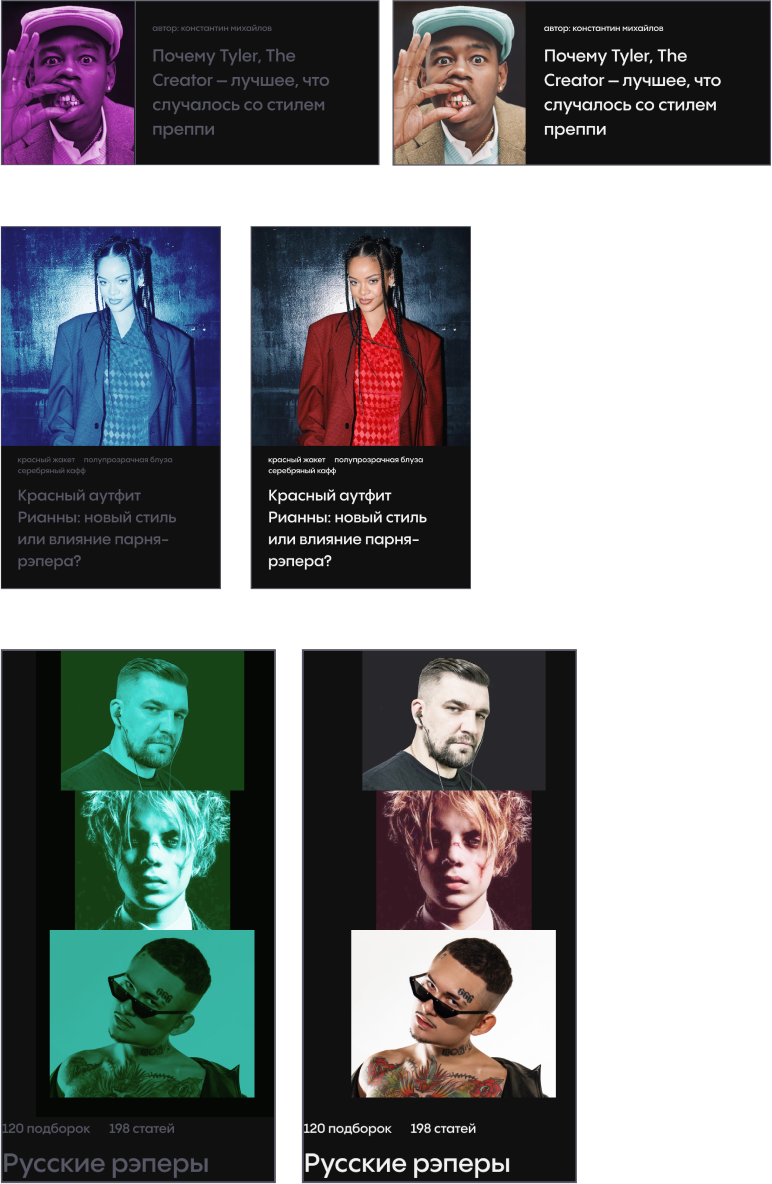 автор: константин михайлов
Почему Tyler, The
Creator – лучшее, что
случалось со стилем
преппи
автор: константин михайлов
Почему Tyler, The
Creator – лучшее, что
случалось со стилем
преппи
красный жакет полупрозрачная блуза
серебряный кафф
Красный аутфит
Рианны: новый стиль
или влияние парня-
рэпера?
красный жакет полупрозрачная блуза
серебряный кафф
Красный аутфит
Рианны: новый стиль
или влияние парня-
рэпера?
666
120 подборок 198 статей
Русские рэперы
666
120 подборок 198 статей
Русские рэперы